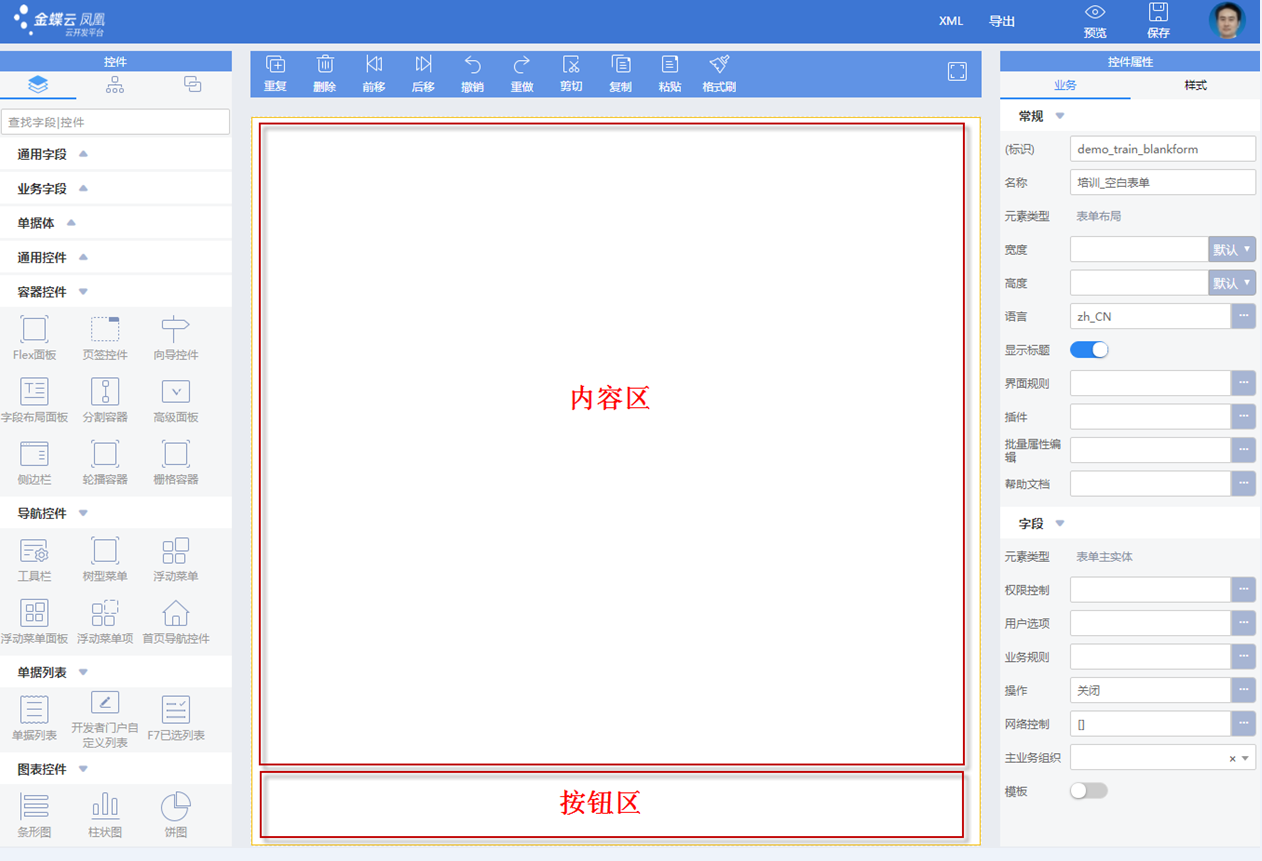 金蝶云 凤凰
云开发平台
XML
导出
预览
保存
控件
查找字段|控件
通用字段
业务字段
单据体
通用控件
容器控件
Flex面板
页签控件
向导控件
字段布局面板
分割容器
高级面板
侧边栏
轮播容器
栅格容器
导航控件
工具栏
树型菜单
浮动菜单
浮动菜单面板
浮动菜单项
首页导航控件
单据列表
单据列表
开发者门户自
定义列表
F7已选列表
图表控件
条形图
柱状图
饼图
重复
删除
前移
后移
撤销
重做
剪切
复制
粘贴
格式刷
内容区
按钮区
控件属性
业务
样式
常规
(标识)
demo_train_blankform
名称
培训_空白表单
元素类型
表单布局
宽度
默认
高度
默认
语言
zh_CN
显示标题
界面规则
插件
批量属性编
辑
帮助文档
字段
元素类型
表单主实体
权限控制
用户选项
业务规则
操作
关闭
网络控制
[]
主业务组织
模板